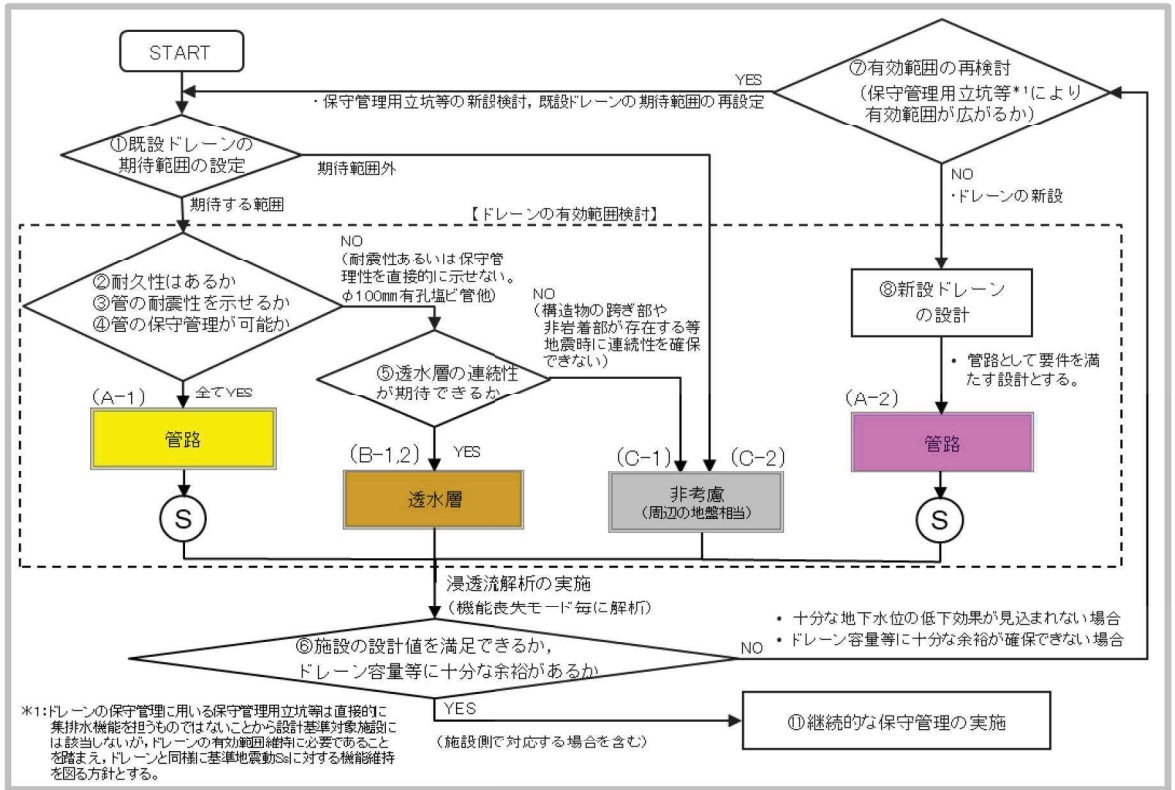 START
YES
・保守管理用立坑等の新設検討，既設ドレーンの期待範囲の再設定
⑦有効範囲の再検討
(保守管理用立坑等*1により
有効範囲が広がるか)
①既設ドレーンの
期待範囲の設定
期待範囲外
期待する範囲
NO
・ドレーンの新設
【ドレーンの有効範囲検討】
②耐久性はあるか
③管の耐震性を示せるか
④管の保守管理が可能か
NO
(耐震性あるいは保守管
理性を直接的に示せない。
φ100mm有孔塩ビ管他)
NO
(構造物の跨ぎ部や
非岩着部が存在する等
地震時に連続性を確保
できない)
⑧新設ドレーン
の設計
⑤透水層の連続性
が期待できるか
• 管路として要件を満
たす設計とする。
(A-1)
全てYES
管路
(B-1,2)
YES
透水層
(C-1)
(C-2)
非考慮
(周辺の地盤相当)
(A-2)
管路
S
S
浸透流解析の実施
(機能喪失モード毎に解析)
⑥施設の設計値を満足できるか，
ドレーン容量等に十分な余裕があるか
• 十分な地下水位の低下効果が見込まれない場合
• ドレーン容量等に十分な余裕が確保できない場合
NO
YES
(施設側で対応する場合を含む)
⑪継続的な保守管理の実施
*1:ドレーンの保守管理に用いる保守管理用立坑等は直接的に
集排水機能を担うものではないことから設計基準対象施設に
は該当しないが，ドレーンの有効範囲維持に必要であること
を踏まえ，ドレーンと同様に基準地震動Ssに対する機能維持
を図る方針とする。